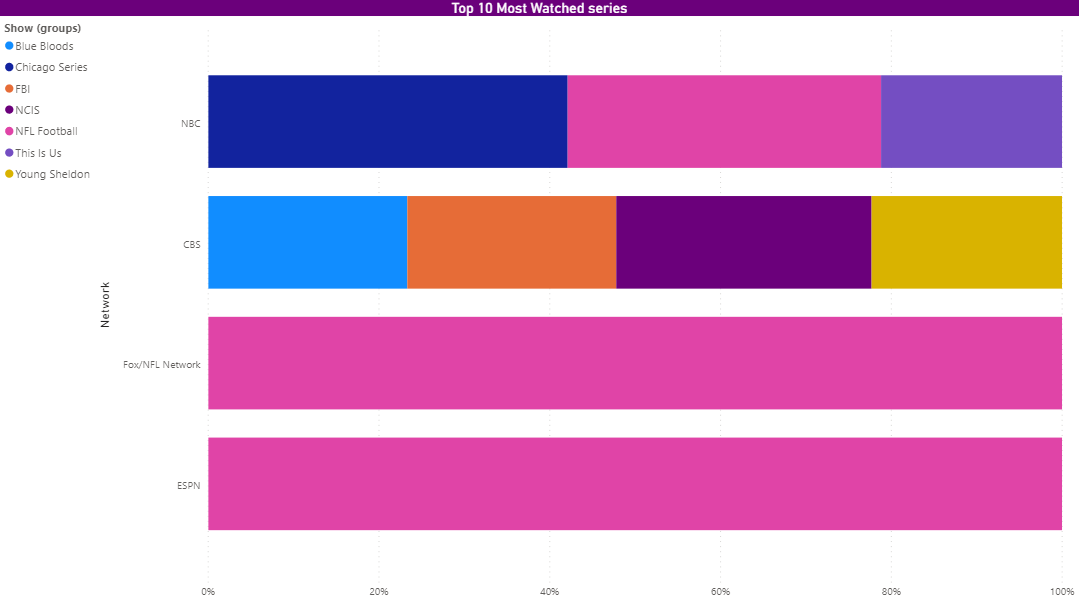 Top 10 Most Watched series
Show (groups)
Blue Bloods
Chicago Series
FBI
NCIS
NFL Football
This Is Us
Young Sheldon
Network
NBC
CBS
Fox/NFL Network
ESPN
0% 20% 40% 60% 80% 100%